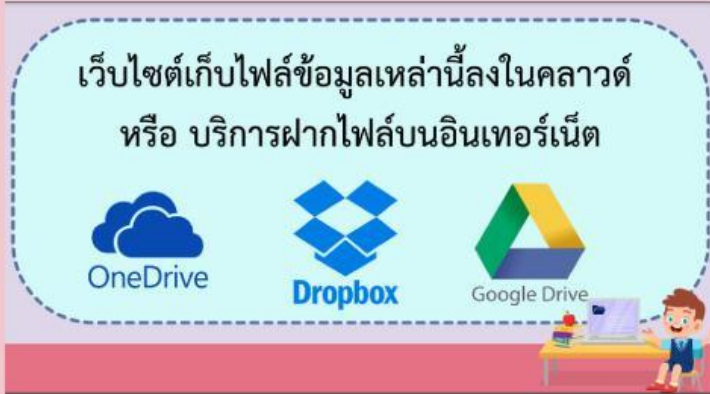 เว็บไซต์เก็บไฟล์ข้อมูลเหล่านี้ลงในคลาวด์
หรือ บริการฝากไฟล์บนอินเทอร์เน็ต
OneDrive
Dropbox
Google Drive